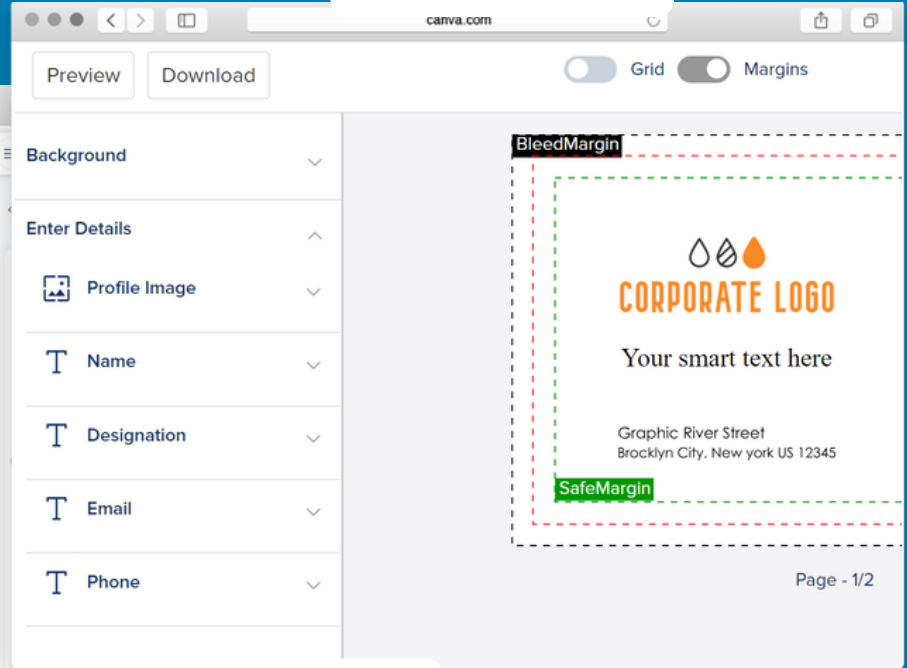 canva.com
Preview
Download
Grid
Margins
Background
Enter Details
Profile Image
Name
Designation
Email
Phone
BleedMargin
CORPORATE LOGO
Your smart text here
Graphic River Street
Brocklyn City, New york US 12345
SafeMargin
Page - 1/2